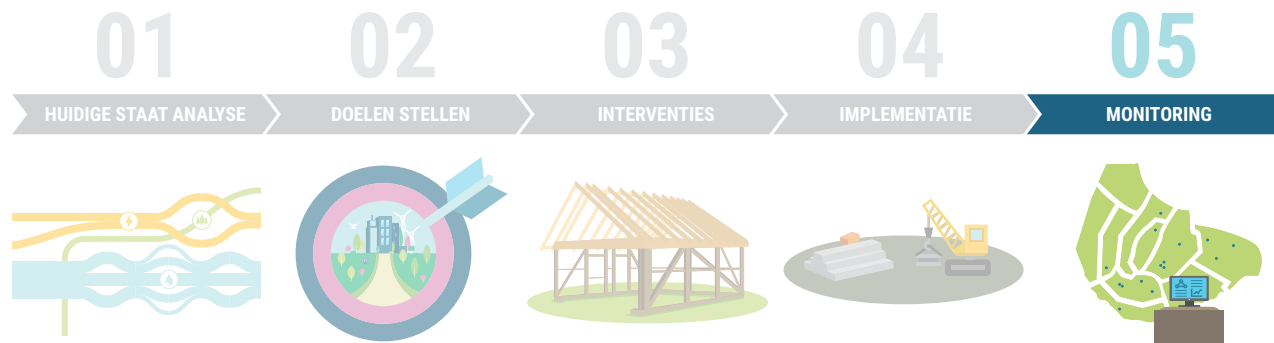 01 02 03 04 05
HUIDIGE STAAT ANALYSE DOELEN STELLEN INTERVENTIES IMPLEMENTATIE MONITORING